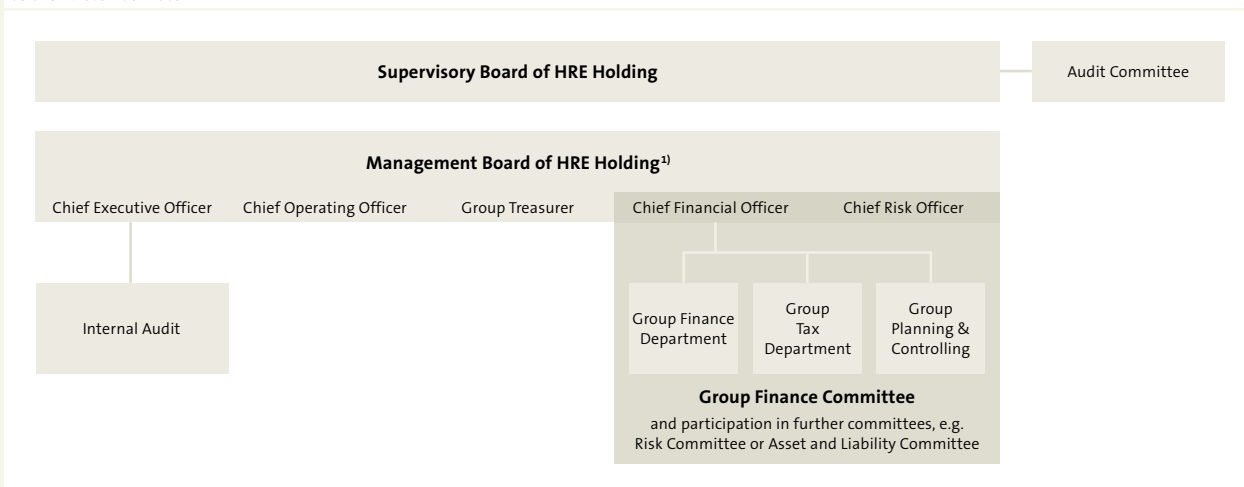 Supervisory Board of HRE Holding
Audit Committee
Management Board of HRE Holding¹⁾
Chief Executive Officer
Chief Operating Officer
Group Treasurer
Chief Financial Officer
Chief Risk Officer
Internal Audit
Group Finance
Department
Group
Tax
Department
Group
Planning &
Controlling
Group Finance Committee
and participation in further committees, e.g.
Risk Committee or Asset and Liability Committee